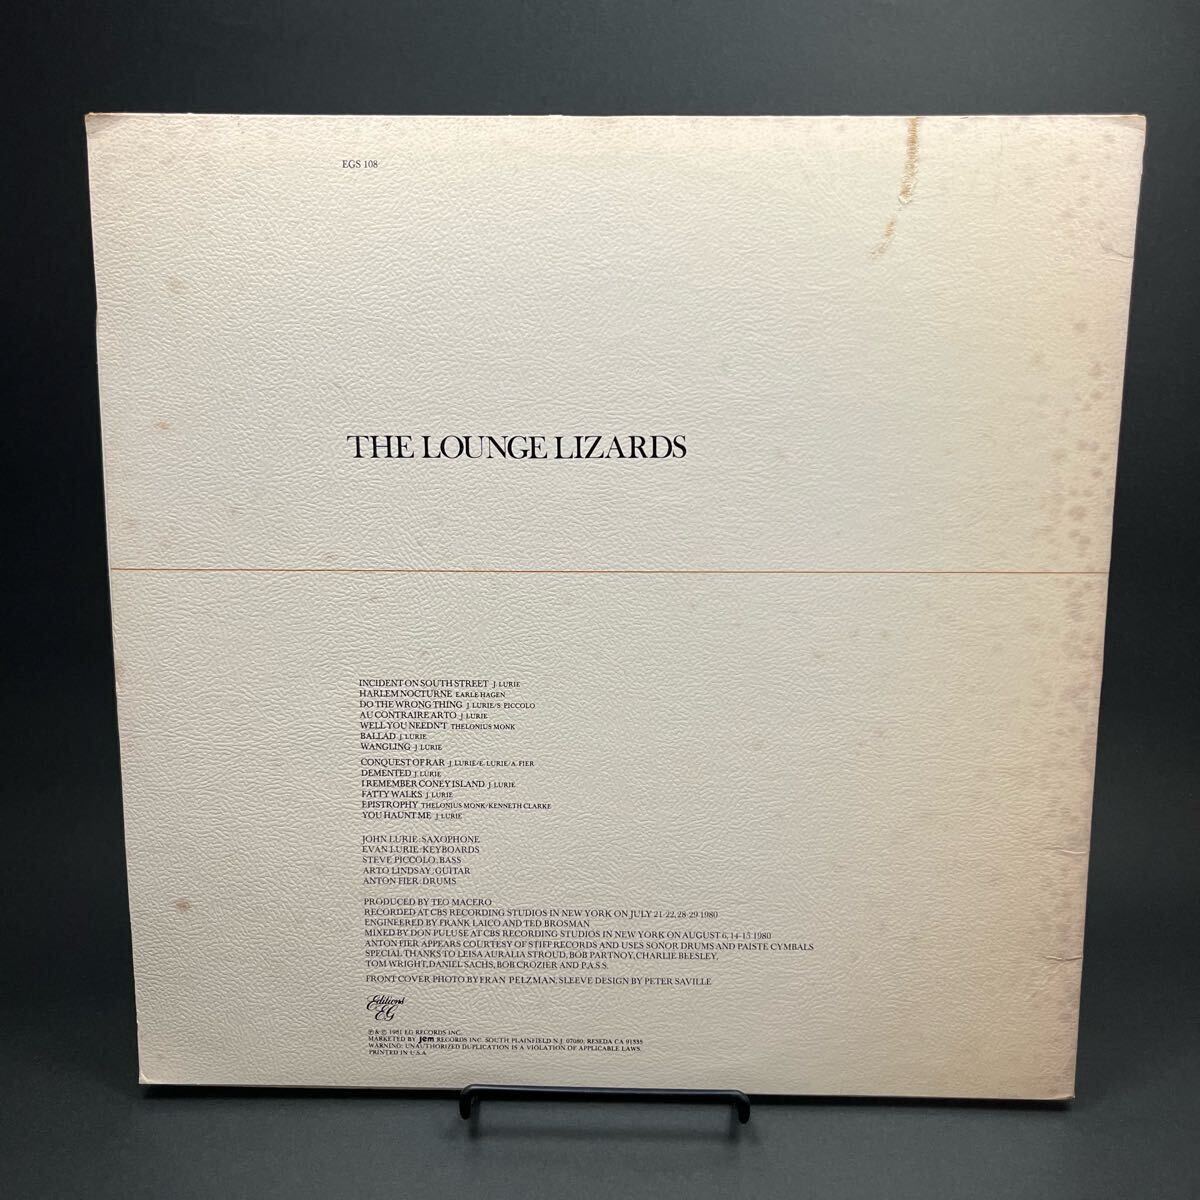 EGS 108
THE LOUNGE LIZARDS
INCIDENT ON SOUTH STREET J. LURIE
HARLEM NOCTURNE EARLE HAGEN
DO THE WRONG THING J. LURIE/S. PICCOLO
AU CONTRAIRE ARTO J. LURIE
WELL YOU NEEDN'T THELONIUS MONK
BALLAD J. LURIE
WANGLING J. LURIE
CONQUEST OF RAR J. LURIE/E. LURIE/A. FIER
DEMENTED J. LURIE
I REMEMBER CONEY ISLAND J. LURIE
FATTY WALKS J. LURIE
EPISTROPHY THELONIUS MONK/KENNETH CLARKE
YOU HAUNT ME J. LURIE
JOHN LURIE: SAXOPHONE
EVAN LURIE: KEYBOARDS
STEVE PICCOLO: BASS
ARTO LINDSAY: GUITAR
ANTON FIER: DRUMS
PRODUCED BY TEO MACERO
RECORDED AT CBS RECORDING STUDIOS IN NEW YORK ON JULY 21-22, 28-29 1980
ENGINEERED BY FRANK LAICO AND TED BROSMAN
MIXED BY DON PULUSE AT CBS RECORDING STUDIOS IN NEW YORK ON AUGUST 6, 14-15 1980
ANTON FIER APPEARS COURTESY OF STIFF RECORDS AND USES SONOR DRUMS AND PAISTE CYMBALS
SPECIAL THANKS TO LEISA AURALIA STROUD, BOB PARTNOY, CHARLIE BEESLEY,
TOM WRIGHT, DANIEL SACHS, BOB CROZIER AND P.A.S.S.
FRONT COVER PHOTO BY FRAN PELZMAN, SLEEVE DESIGN BY PETER SAVILLE
Editions
EG
℗ & © 1981 EG RECORDS INC.
MARKETED BY jem RECORDS INC. SOUTH PLAINFIELD N.J. 07080, RESEDA CA 91335
WARNING: UNAUTHORIZED DUPLICATION IS A VIOLATION OF APPLICABLE LAWS.
PRINTED IN U.S.A.